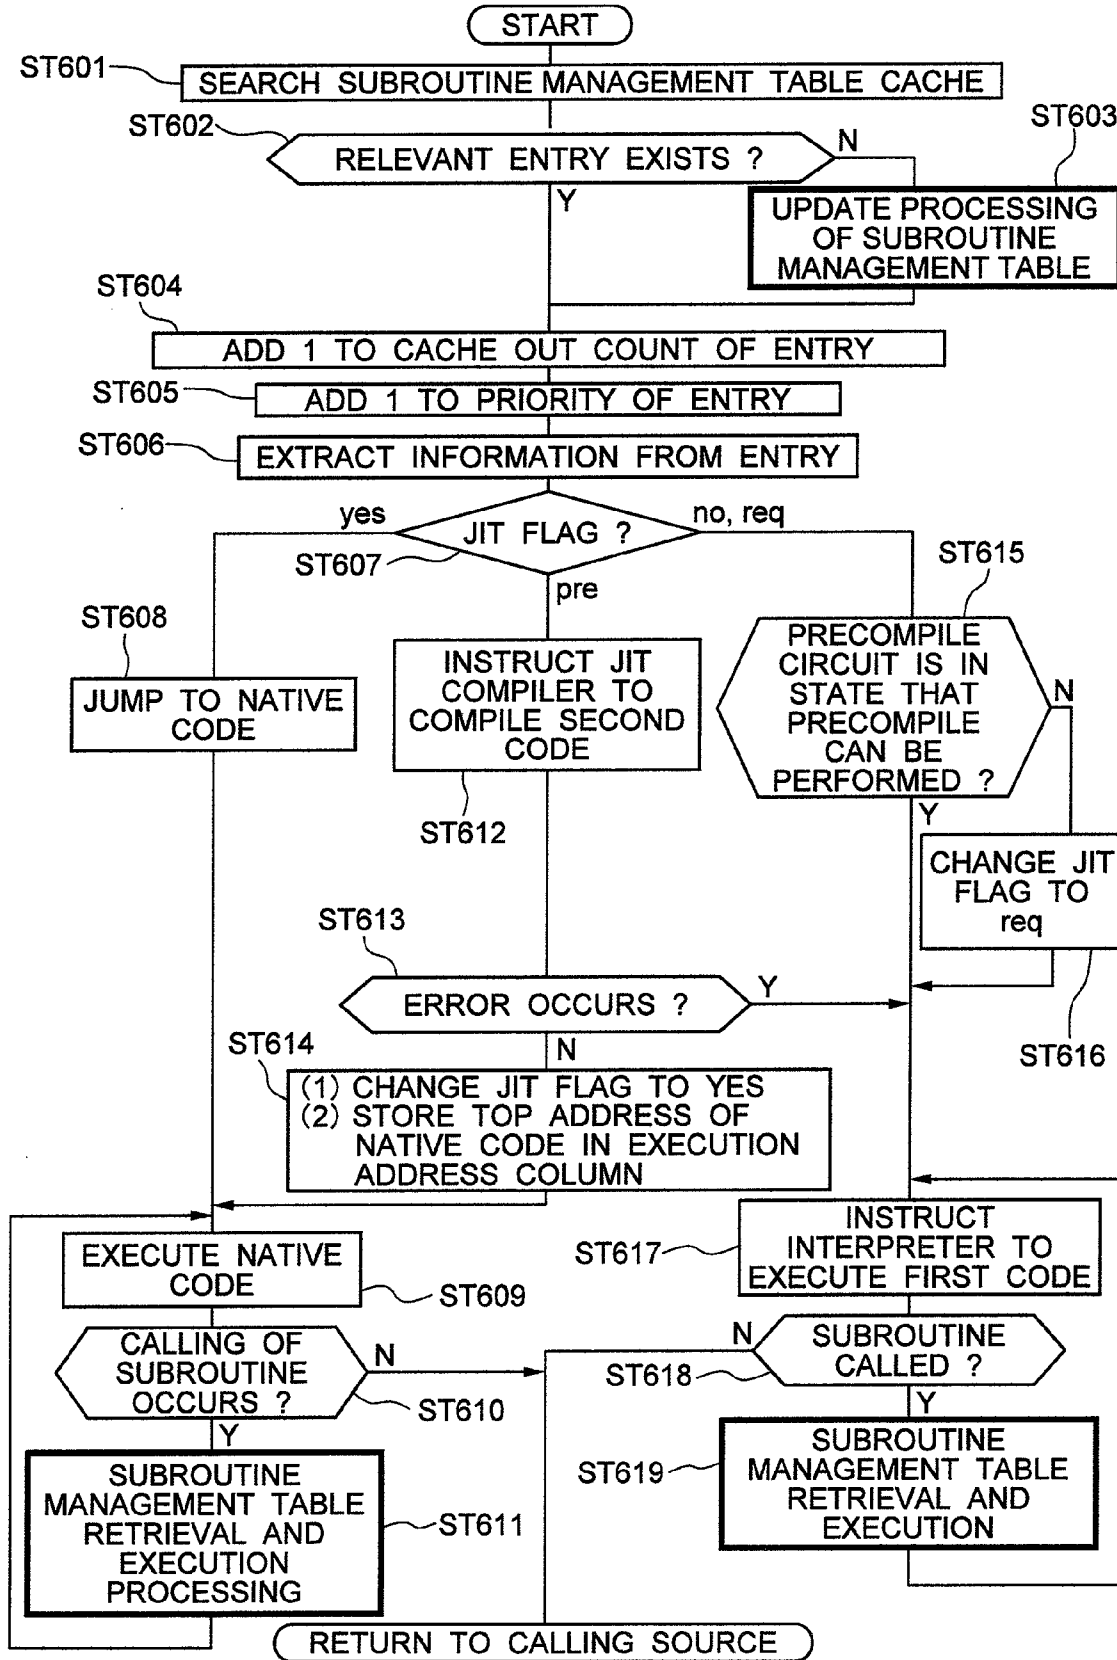 START
ST601
SEARCH SUBROUTINE MANAGEMENT TABLE CACHE
ST602
RELEVANT ENTRY EXISTS ?
N
ST603
Y
UPDATE PROCESSING
OF SUBROUTINE
MANAGEMENT TABLE
ST604
ADD 1 TO CACHE OUT COUNT OF ENTRY
ST605
ADD 1 TO PRIORITY OF ENTRY
ST606
EXTRACT INFORMATION FROM ENTRY
yes
JIT FLAG ?
no, req
ST607
pre
ST615
ST608
JUMP TO NATIVE
CODE
INSTRUCT JIT
COMPILER TO
COMPILE SECOND
CODE
ST612
PRECOMPILE
CIRCUIT IS IN
STATE THAT
PRECOMPILE
CAN BE
PERFORMED ?
N
Y
CHANGE JIT
FLAG TO
req
ST616
ST613
ERROR OCCURS ?
Y
N
ST614
(1) CHANGE JIT FLAG TO YES
(2) STORE TOP ADDRESS OF
NATIVE CODE IN EXECUTION
ADDRESS COLUMN
EXECUTE NATIVE
CODE
ST609
ST617
INSTRUCT
INTERPRETER TO
EXECUTE FIRST CODE
CALLING OF
SUBROUTINE
OCCURS ?
N
ST610
Y
N
SUBROUTINE
CALLED ?
ST618
Y
SUBROUTINE
MANAGEMENT TABLE
RETRIEVAL AND
EXECUTION
PROCESSING
ST611
ST619
SUBROUTINE
MANAGEMENT TABLE
RETRIEVAL AND
EXECUTION
RETURN TO CALLING SOURCE